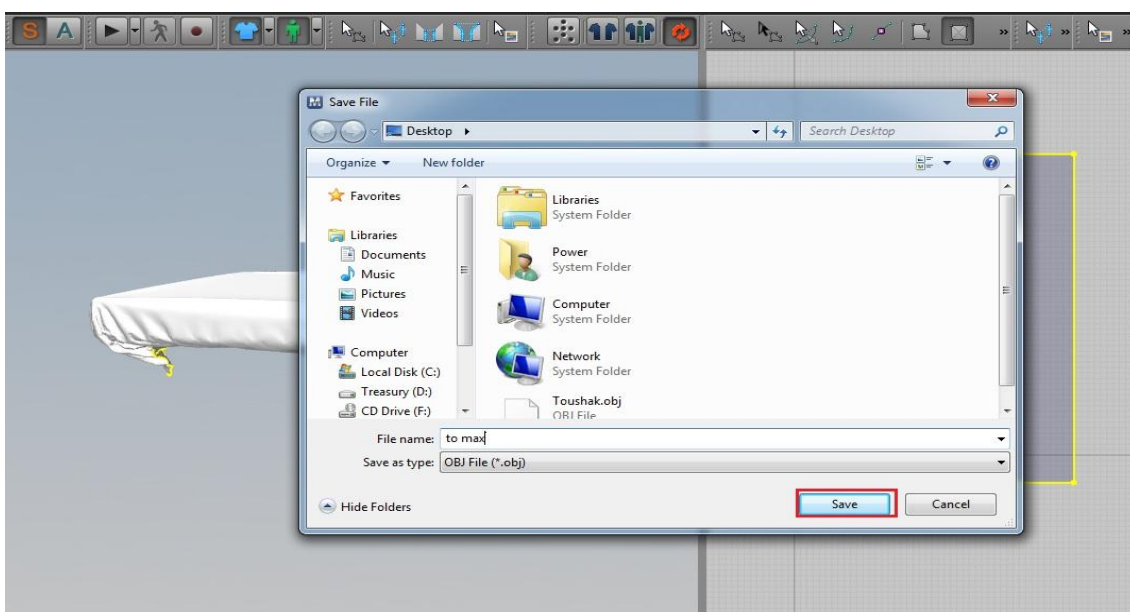 S A
Save File
Desktop
Search Desktop
Organize New folder
Favorites
Libraries
Documents
Music
Pictures
Videos
Computer
Local Disk (C:)
Treasury (D:)
CD Drive (F:)
Libraries
System Folder
Power
System Folder
Computer
System Folder
Network
System Folder
Toushak.obj
OBJ File
File name: to max
Save as type: OBJ File (*.obj)
Hide Folders Save Cancel